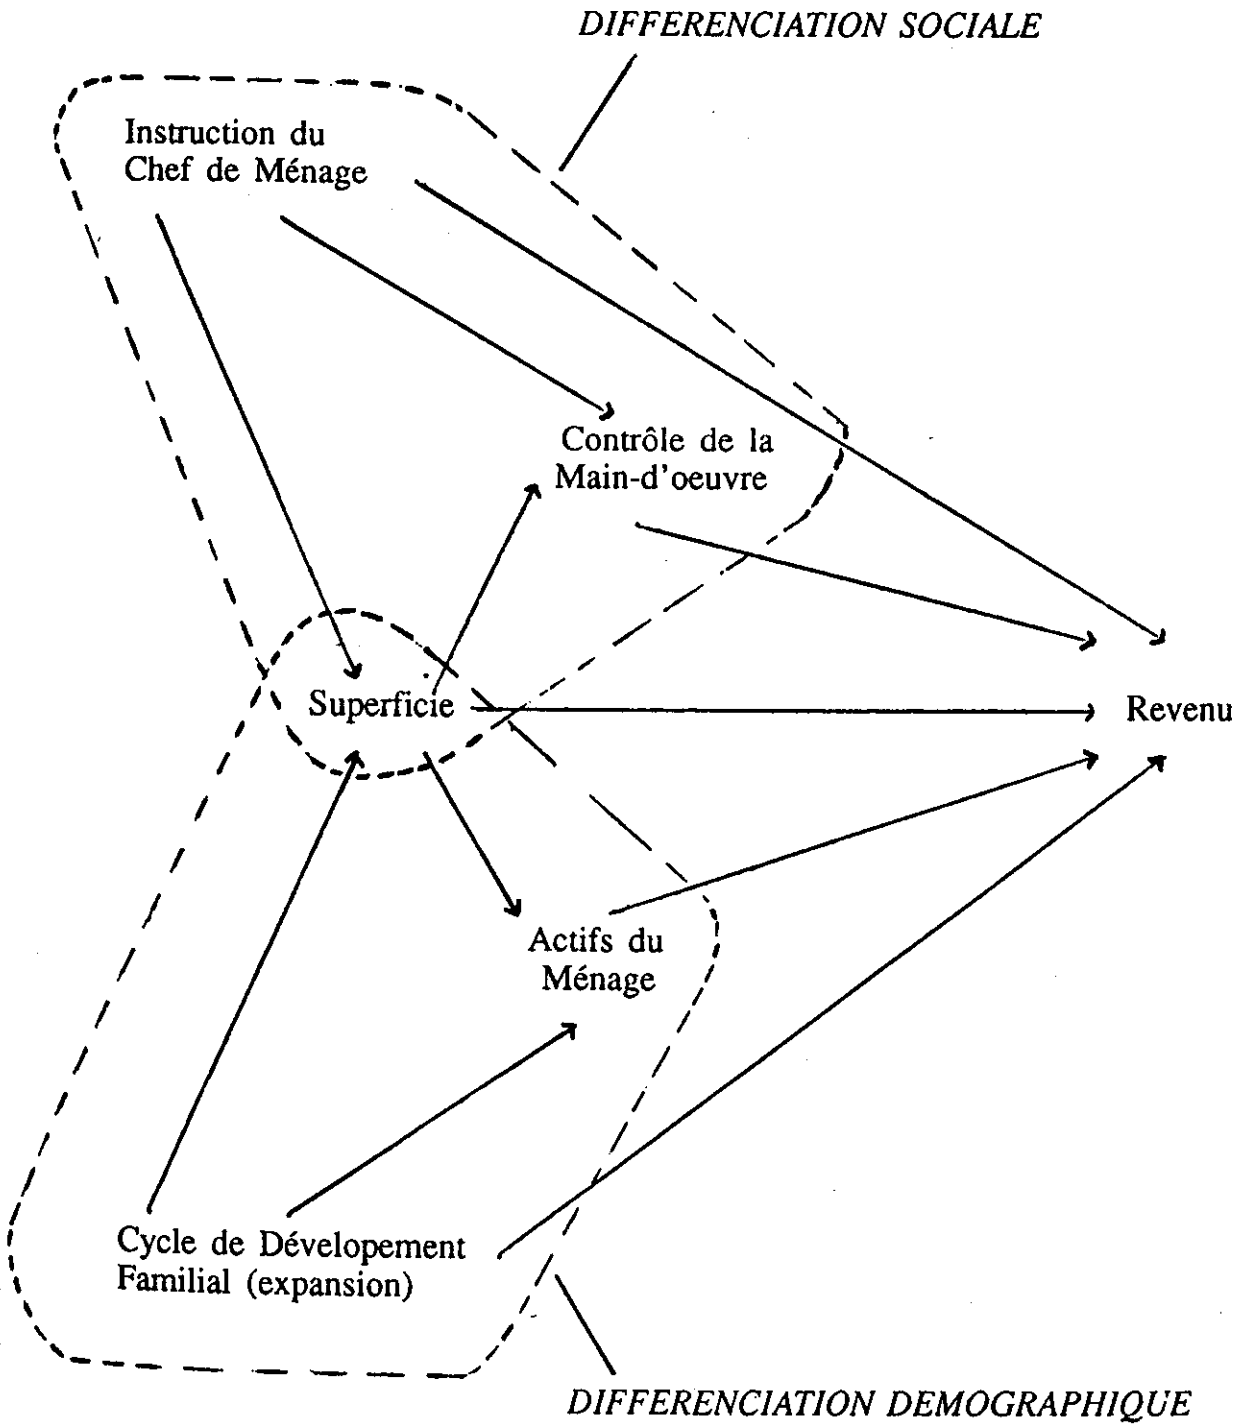 DIFFERENCIATION SOCIALE
Instruction du
Chef de Ménage
Contrôle de la
Main-d'oeuvre
Superficie
Revenu
Actifs du
Ménage
Cycle de Dévelopement
Familial (expansion)
DIFFERENCIATION DEMOGRAPHIQUE